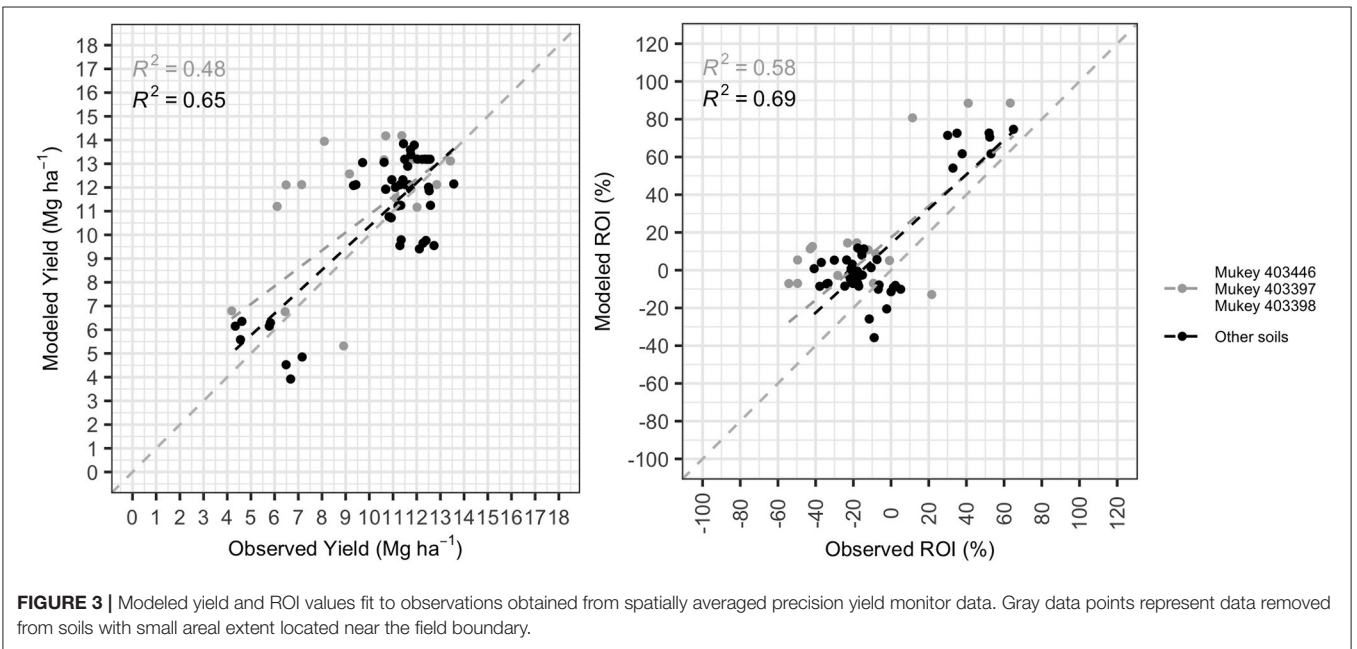 R² = 0.48
R² = 0.65
18
17
16
15
14
13
12
11
10
9
8
7
6
5
4
3
2
1
0
Modeled Yield (Mg ha⁻¹)
0 1 2 3 4 5 6 7 8 9 10 11 12 13 14 15 16 17 18
Observed Yield (Mg ha⁻¹)
R² = 0.58
R² = 0.69
120
100
80
60
40
20
0
-20
-40
-60
-80
-100
Modeled ROI (%)
-100 -80 -60 -40 -20 0 20 40 60 80 100 120
Observed ROI (%)
Mukey 403446
Mukey 403397
Mukey 403398
Other soils
FIGURE 3 | Modeled yield and ROI values fit to observations obtained from spatially averaged precision yield monitor data. Gray data points represent data removed
from soils with small areal extent located near the field boundary.